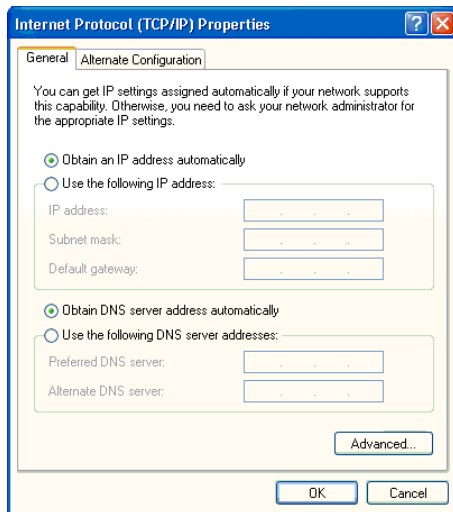 Internet Protocol (TCP/IP) Properties
General
Alternate Configuration
You can get IP settings assigned automatically if your network supports
this capability. Otherwise, you need to ask your network administrator for
the appropriate IP settings.
Obtain an IP address automatically
Use the following IP address:
IP address:
Subnet mask:
Default gateway:
Obtain DNS server address automatically
Use the following DNS server addresses:
Preferred DNS server:
Alternate DNS server:
Advanced...
OK
Cancel